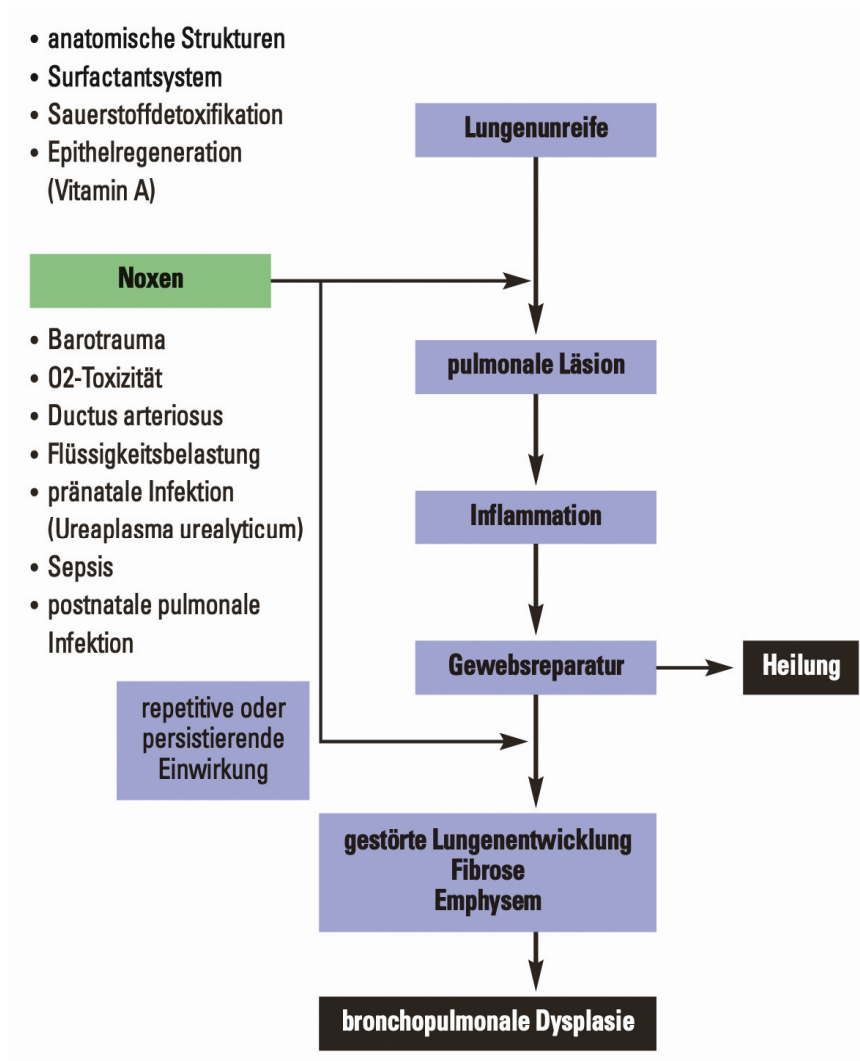 • anatomische Strukturen
• Surfactantsystem
• Sauerstoffdetoxifikation
• Epithelregeneration
(Vitamin A)
Lungenunreife
Noxen
• Barotrauma
• O2-Toxizität
• Ductus arteriosus
• Flüssigkeitsbelastung
• pränatale Infektion
(Ureaplasma urealyticum)
• Sepsis
• postnatale pulmonale
Infektion
pulmonale Läsion
Inflammation
Gewebsreparatur
Heilung
repetitive oder
persistierende
Einwirkung
gestörte Lungenentwicklung
Fibrose
Emphysem
bronchopulmonale Dysplasie